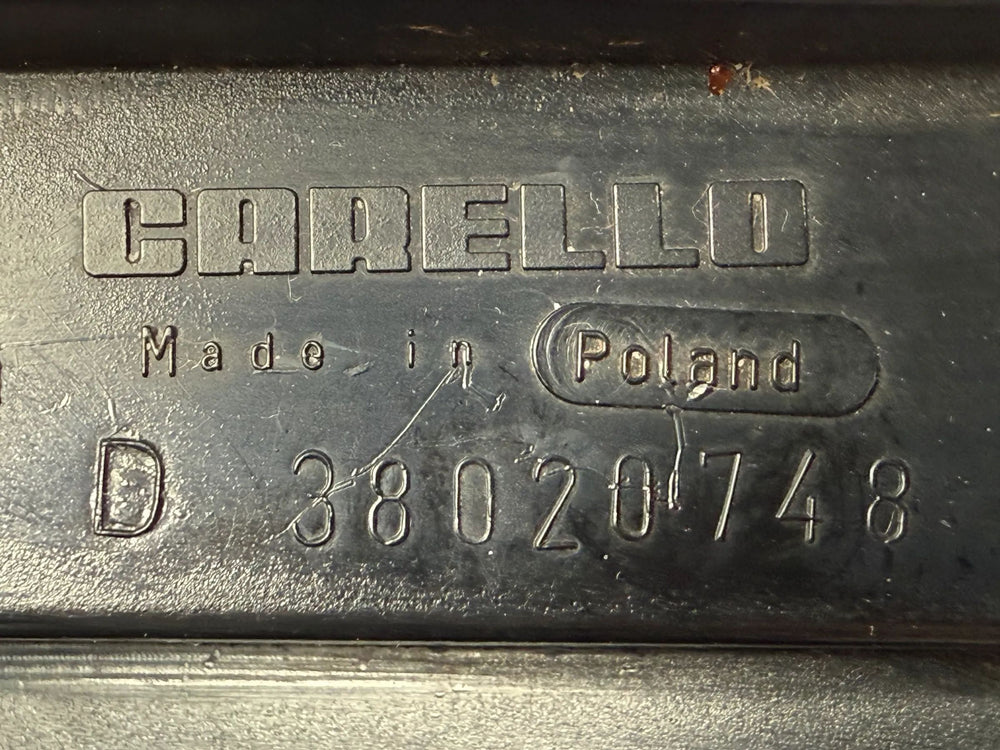 CARELLO
Made in Poland
D 38020748